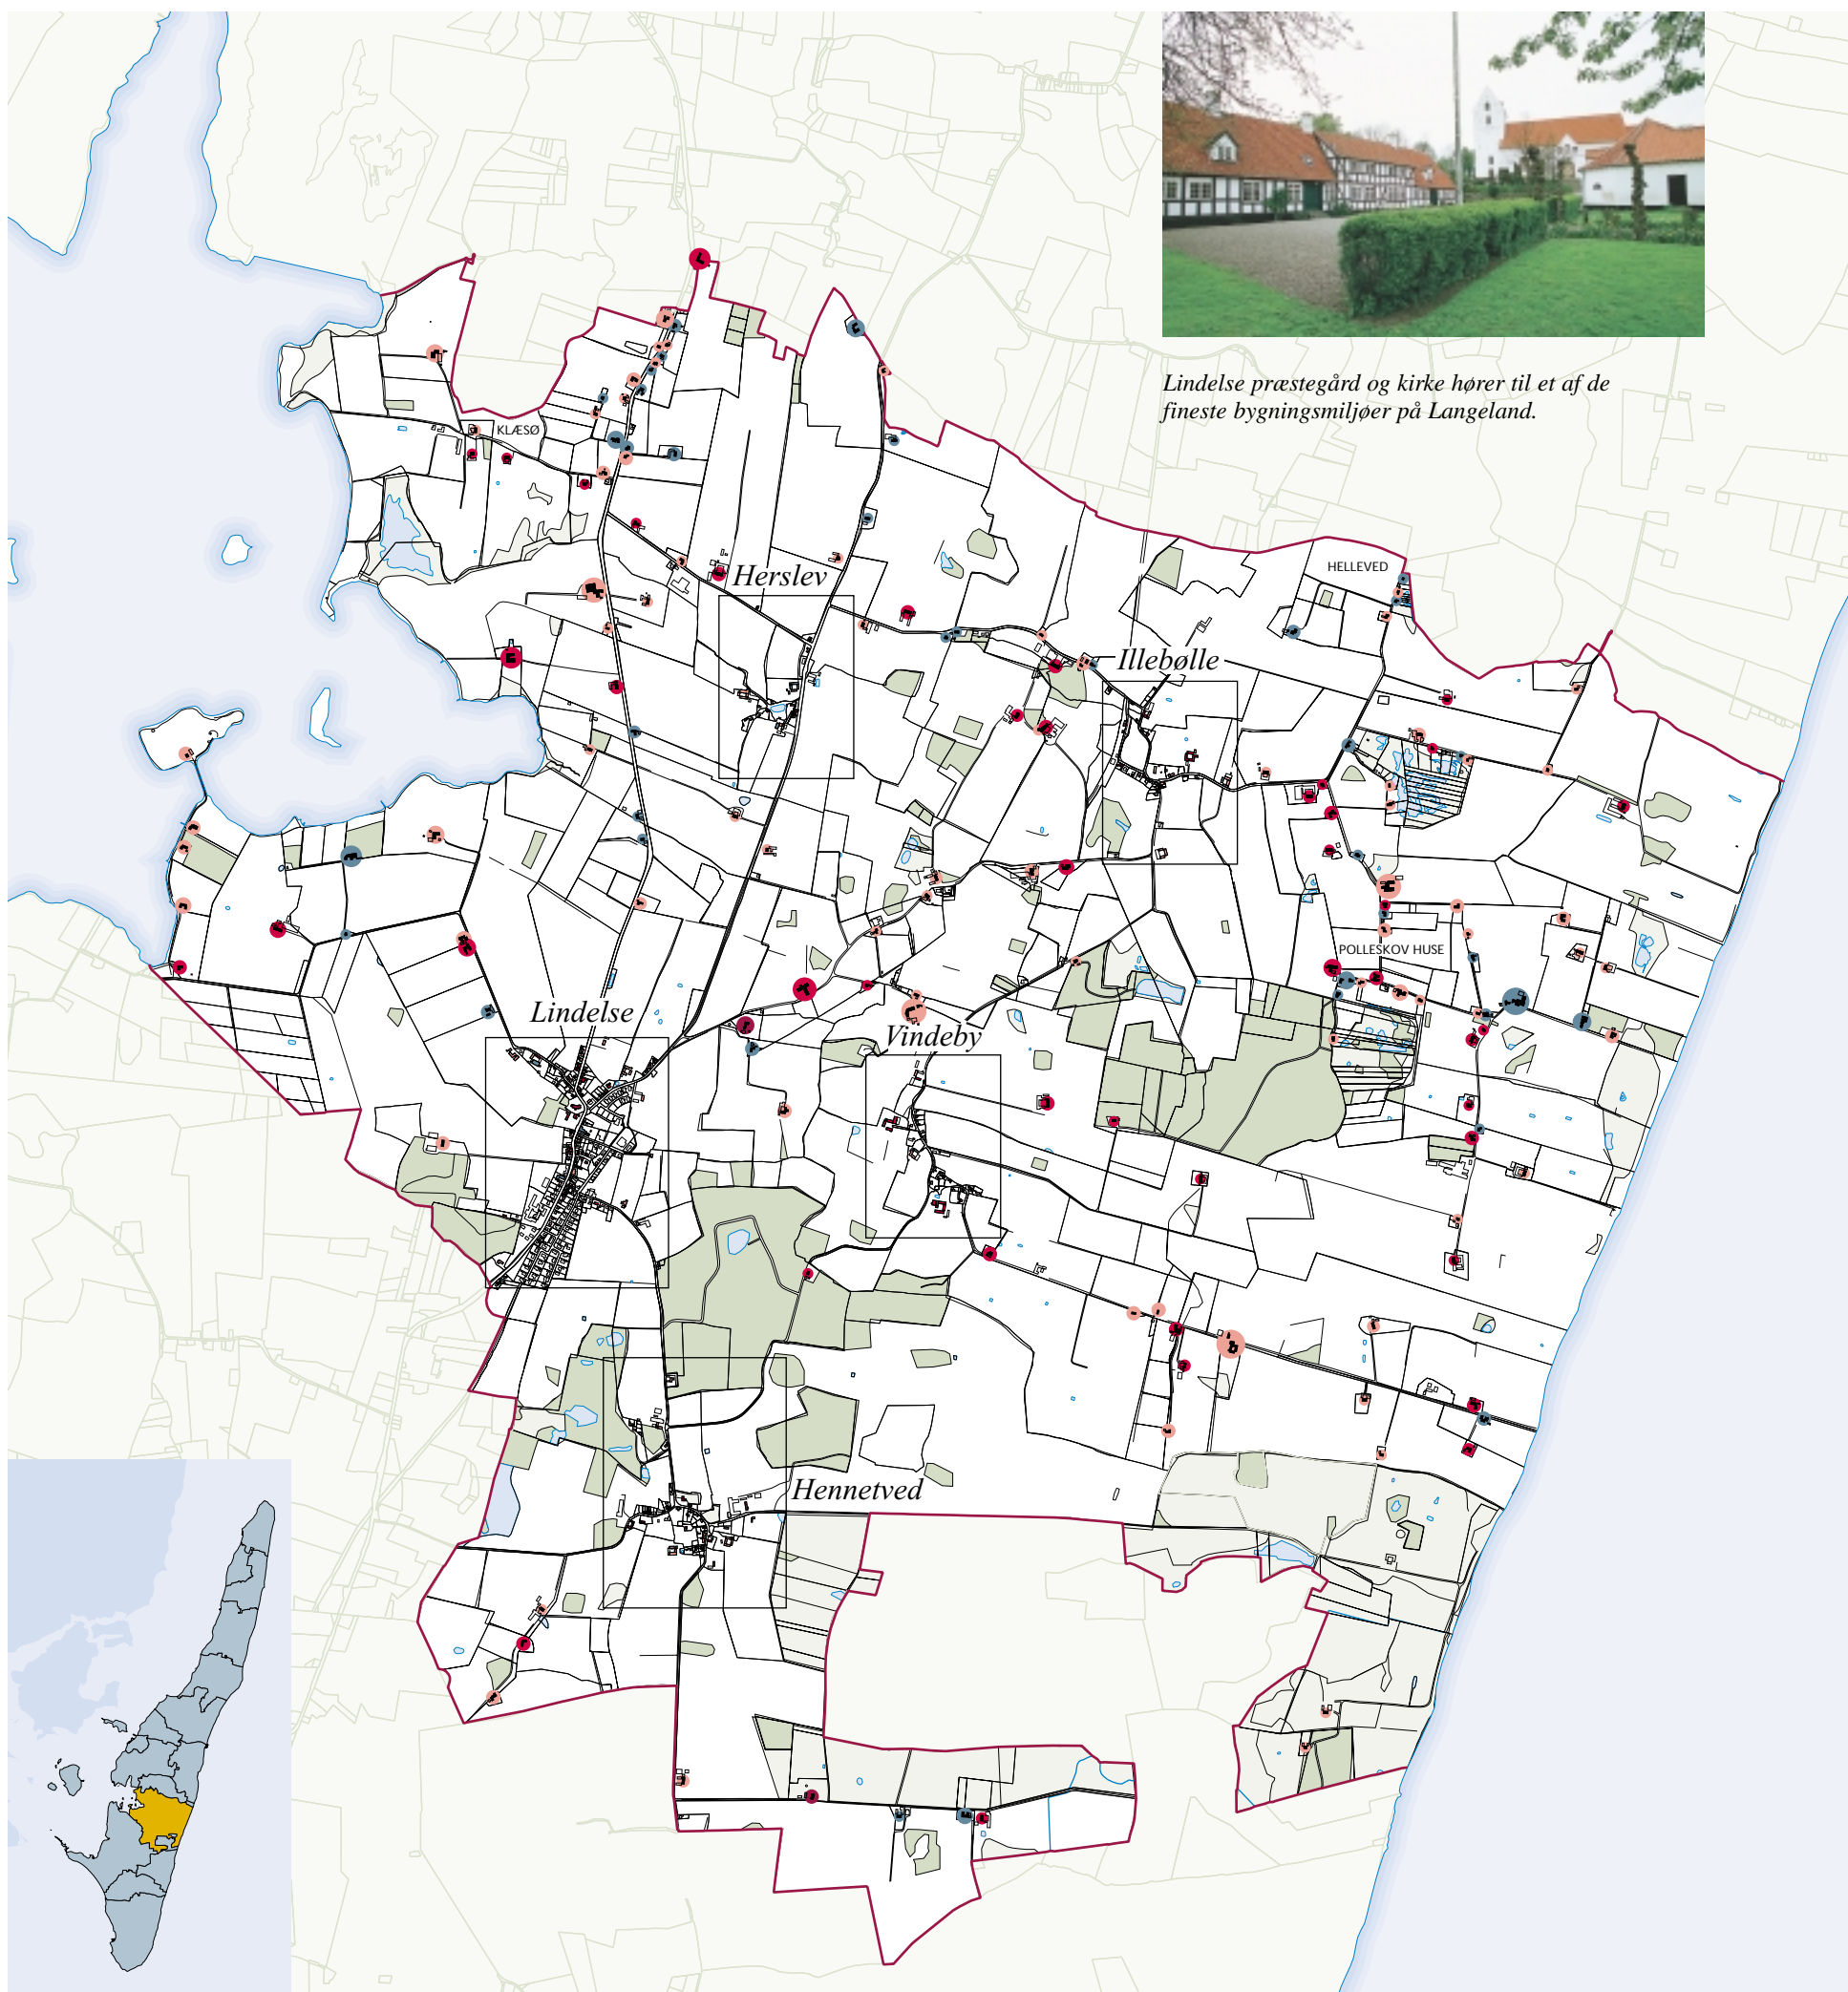 Lindelse præstegård og kirke hører til et af de
fineste bygningsmiljøer på Langeland.
KLÆSØ
HELLEVED
Herslev
Illebølle
POLLESKOV HUSE
Lindelse
Vindeby
Hennetved